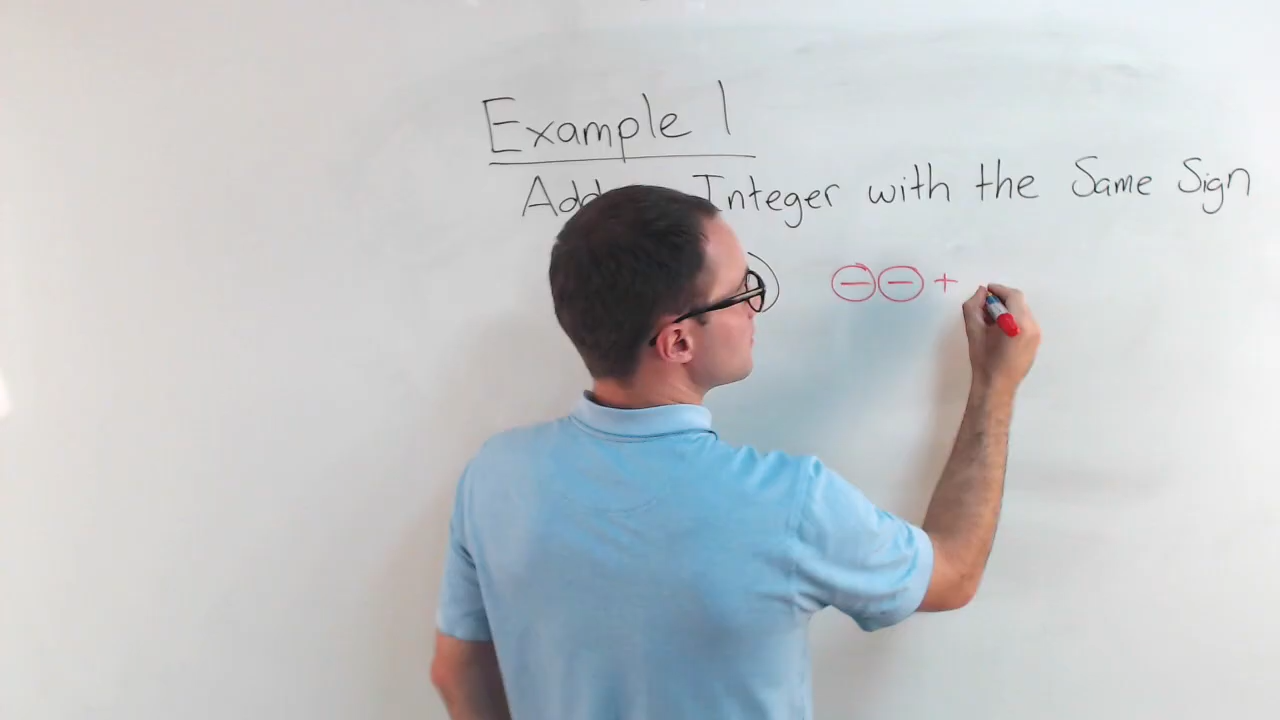 Example 1
Add Integer with the Same Sign
) ⊖⊖ +